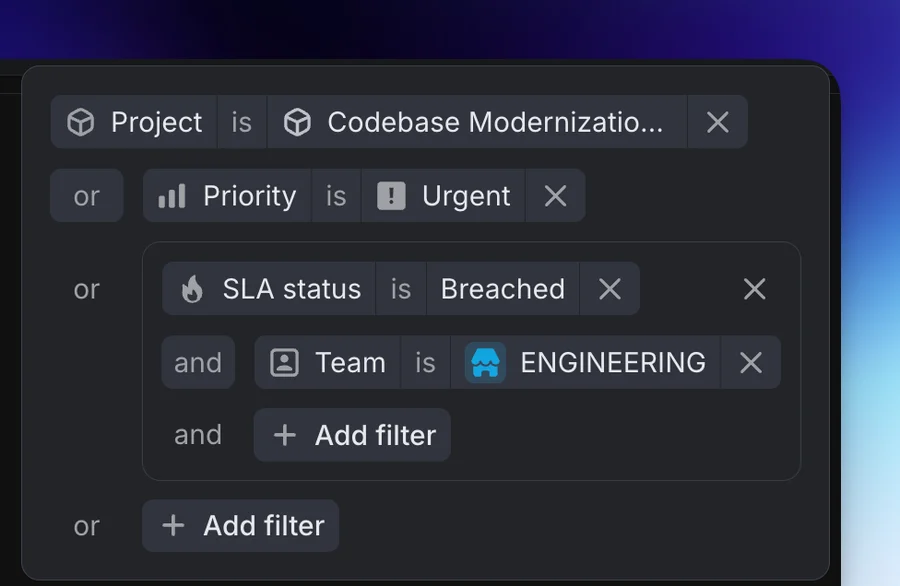 Project is Codebase Modernizatio...
or Priority is Urgent
or SLA status is Breached
and Team is ENGINEERING
and + Add filter
or + Add filter